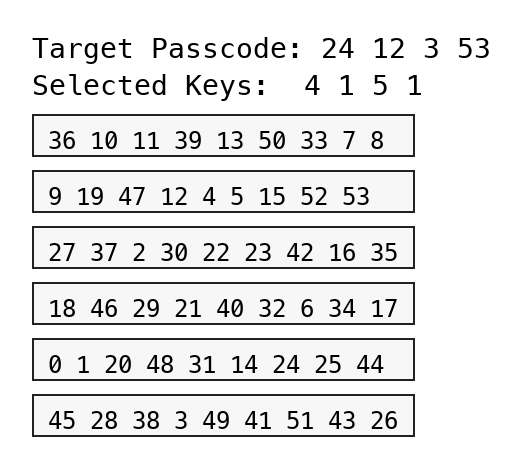 Target Passcode: 24 12 3 53
Selected Keys: 4 1 5 1
36 10 11 39 13 50 33 7 8
9 19 47 12 4 5 15 52 53
27 37 2 30 22 23 42 16 35
18 46 29 21 40 32 6 34 17
0 1 20 48 31 14 24 25 44
45 28 38 3 49 41 51 43 26